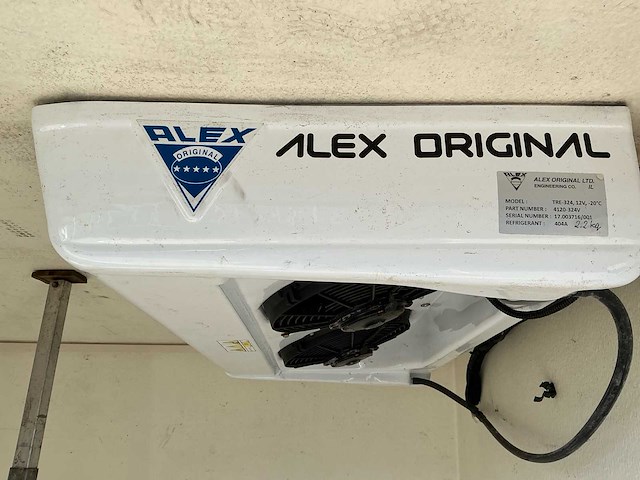 ALEX
ORIGINAL
ALEX ORIGINAL
ALEX
ALEX ORIGINAL LTD.
ENGINEERING CO. IL
MODEL : TRE-324, 12V, -20°C
PART NUMBER : 4120-324V
SERIAL NUMBER : 17.003716/001
REFRIGERANT : 404A 2.2 kg